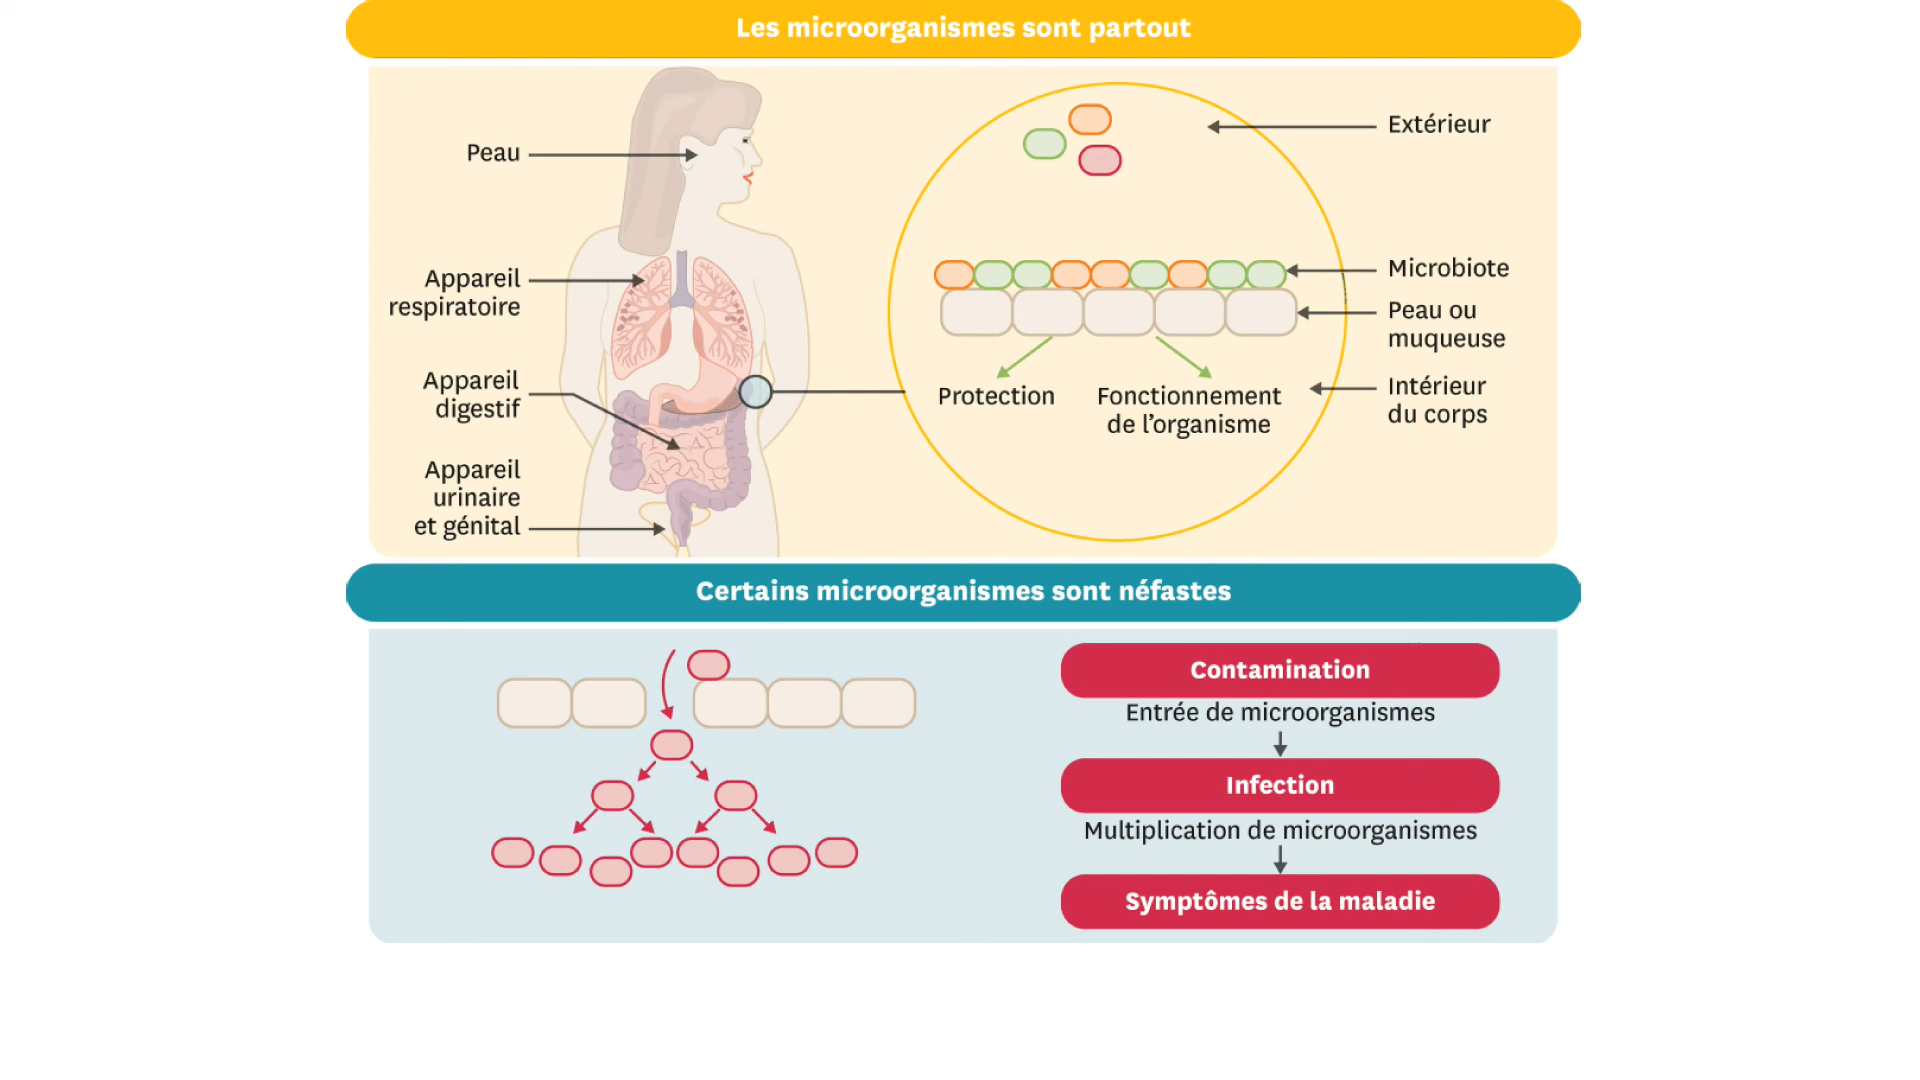 Les microorganismes sont partout
Peau
Appareil
respiratoire
Appareil
digestif
Appareil
urinaire
et génital
Extérieur
Microbiote
Peau ou
muqueuse
Intérieur
du corps
Protection
Fonctionnement
de l'organisme
Certains microorganismes sont néfastes
Contamination
Entrée de microorganismes
Infection
Multiplication de microorganismes
Symptômes de la maladie